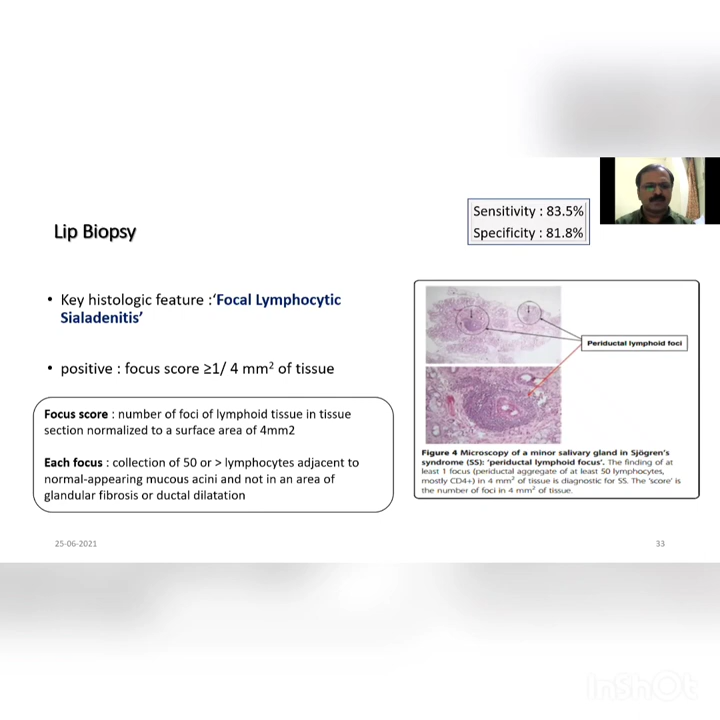 Lip Biopsy
Sensitivity : 83.5%
Specificity : 81.8%
• Key histologic feature :‘Focal Lymphocytic
Sialadenitis’
• positive : focus score ≥1/ 4 mm² of tissue
Focus score : number of foci of lymphoid tissue in tissue
section normalized to a surface area of 4mm2
Each focus : collection of 50 or > lymphocytes adjacent to
normal-appearing mucous acini and not in an area of
glandular fibrosis or ductal dilatation
Periductal lymphoid foci
Figure 4 Microscopy of a minor salivary gland in Sjögren's
syndrome (SS): ‘periductal lymphoid focus’. The finding of at
least 1 focus (periductal aggregate of at least 50 lymphocytes,
mostly CD4+) in 4 mm² of tissue is diagnostic for SS. The ‘score’ is
the number of foci in 4 mm² of tissue.
25-06-2021
33
InShOt